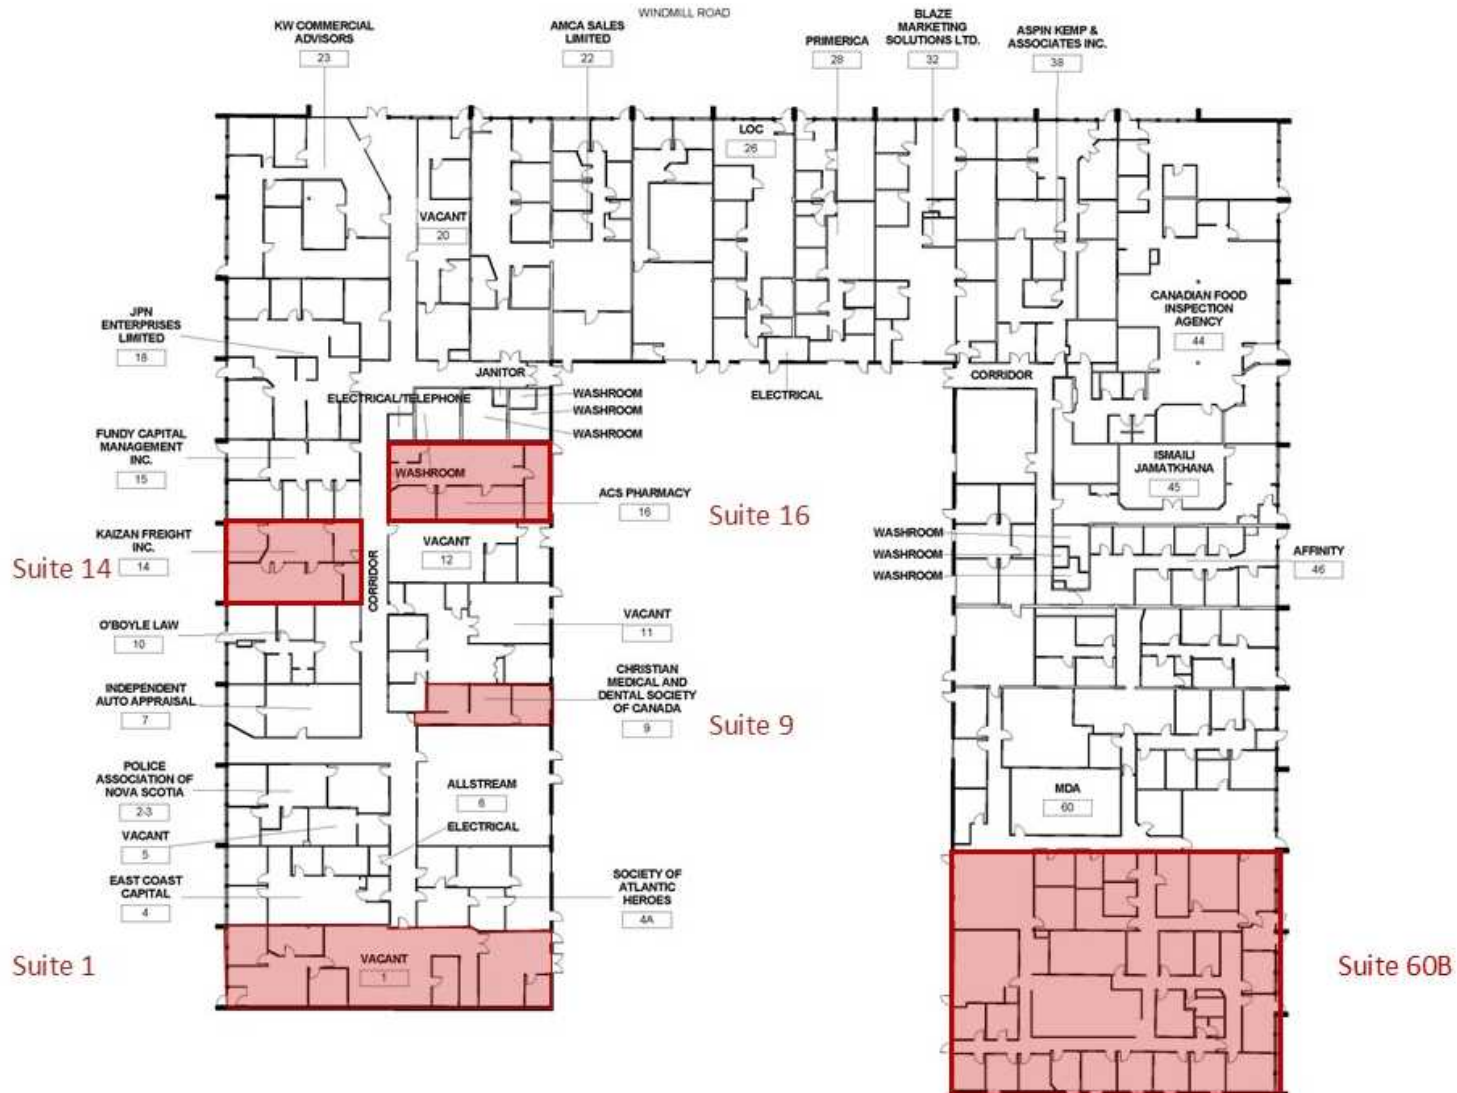 WINDMILL ROAD
KW COMMERCIAL
ADVISORS
23
AMCA SALES
LIMITED
22
PRIMERICA
28
BLAZE
MARKETING
SOLUTIONS LTD.
32
ASPIN KEMP &
ASSOCIATES INC.
38
LOC
26
VACANT
20
CANADIAN FOOD
INSPECTION
AGENCY
44
JPN
ENTERPRISES
LIMITED
18
JANITOR
ELECTRICAL/TELEPHONE
WASHROOM
WASHROOM
WASHROOM
ELECTRICAL
CORRIDOR
FUNDY CAPITAL
MANAGEMENT
INC.
15
WASHROOM
ACS PHARMACY
16
Suite 16
ISMAILI
JAMATKHANA
45
KAIZAN FREIGHT
INC.
14
Suite 14
CORRIDOR
VACANT
12
WASHROOM
WASHROOM
WASHROOM
AFFINITY
46
O'BOYLE LAW
10
VACANT
11
INDEPENDENT
AUTO APPRAISAL
7
CHRISTIAN
MEDICAL AND
DENTAL SOCIETY
OF CANADA
9
Suite 9
POLICE
ASSOCIATION OF
NOVA SCOTIA
2-3
ALLSTREAM
6
MDA
60
VACANT
5
ELECTRICAL
EAST COAST
CAPITAL
4
SOCIETY OF
ATLANTIC
HEROES
4A
Suite 1
VACANT
1
Suite 60B